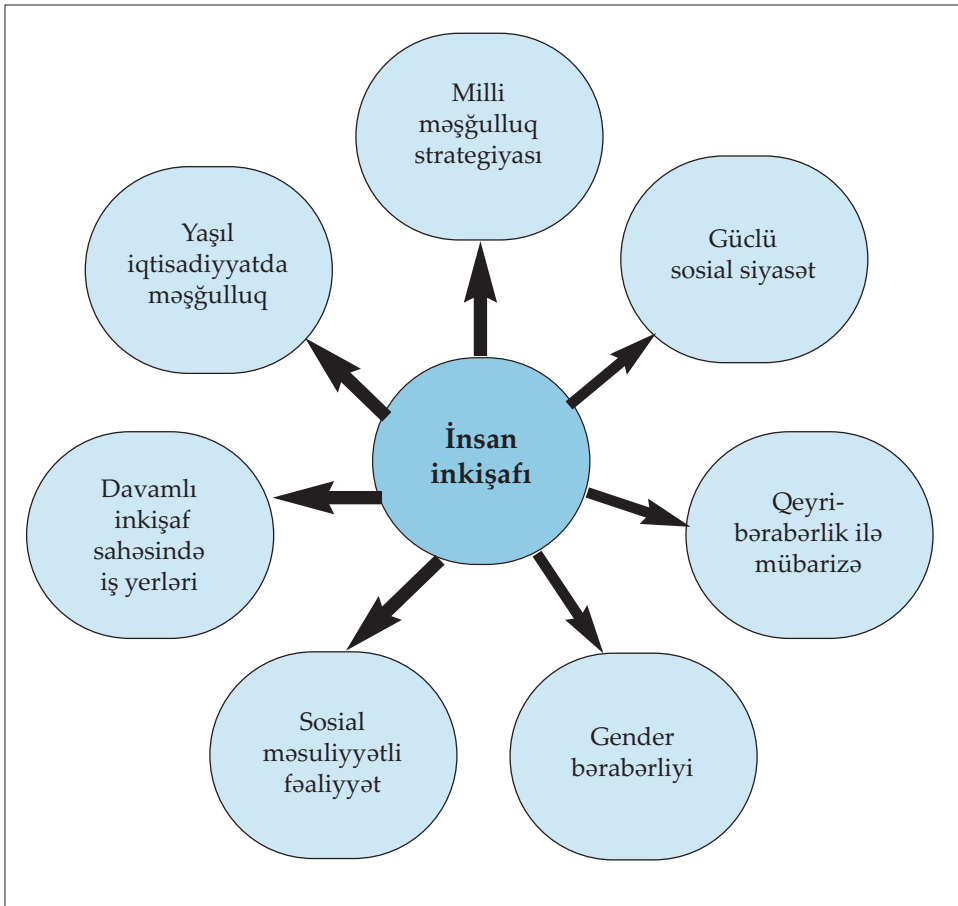 Milli
məşğulluq
strategiyası
Yaşıl
iqtisadiyyatda
məşğulluq
Güclü
sosial siyasət
İnsan
inkişafı
Davamlı
inkişaf
sahəsində
iş yerləri
Qeyri-
bərabərlik ilə
mübarizə
Sosial
məsuliyyətli
fəaliyyət
Gender
bərabərliyi